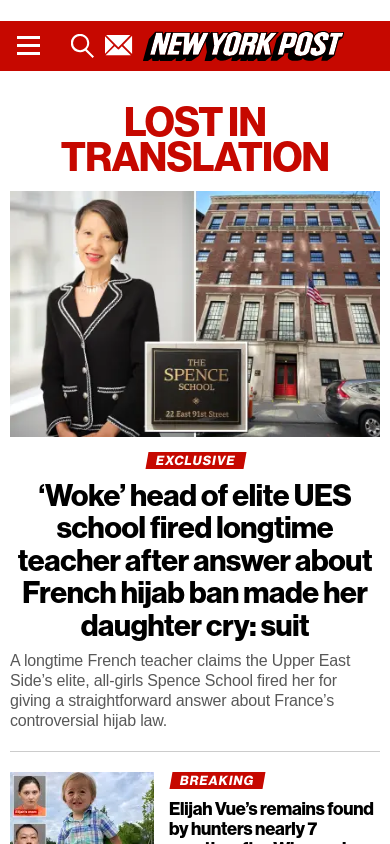 NEW YORK POST
LOST IN
TRANSLATION
THE
SPENCE
SCHOOL
22 East 91st Street
EXCLUSIVE
‘Woke’ head of elite UES
school fired longtime
teacher after answer about
French hijab ban made her
daughter cry: suit
A longtime French teacher claims the Upper East
Side’s elite, all-girls Spence School fired her for
giving a straightforward answer about France’s
controversial hijab law.
BREAKING
Elijah Vue’s remains found
by hunters nearly 7